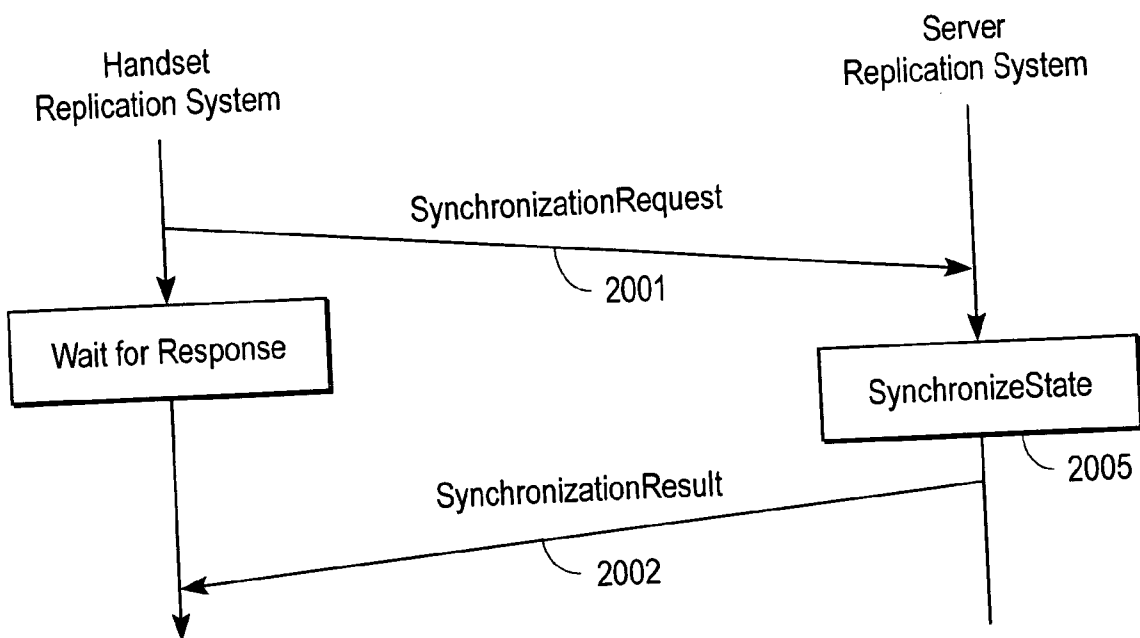 Handset
Replication System
Server
Replication System
SynchronizationRequest
2001
Wait for Response
SynchronizeState
2005
SynchronizationResult
2002